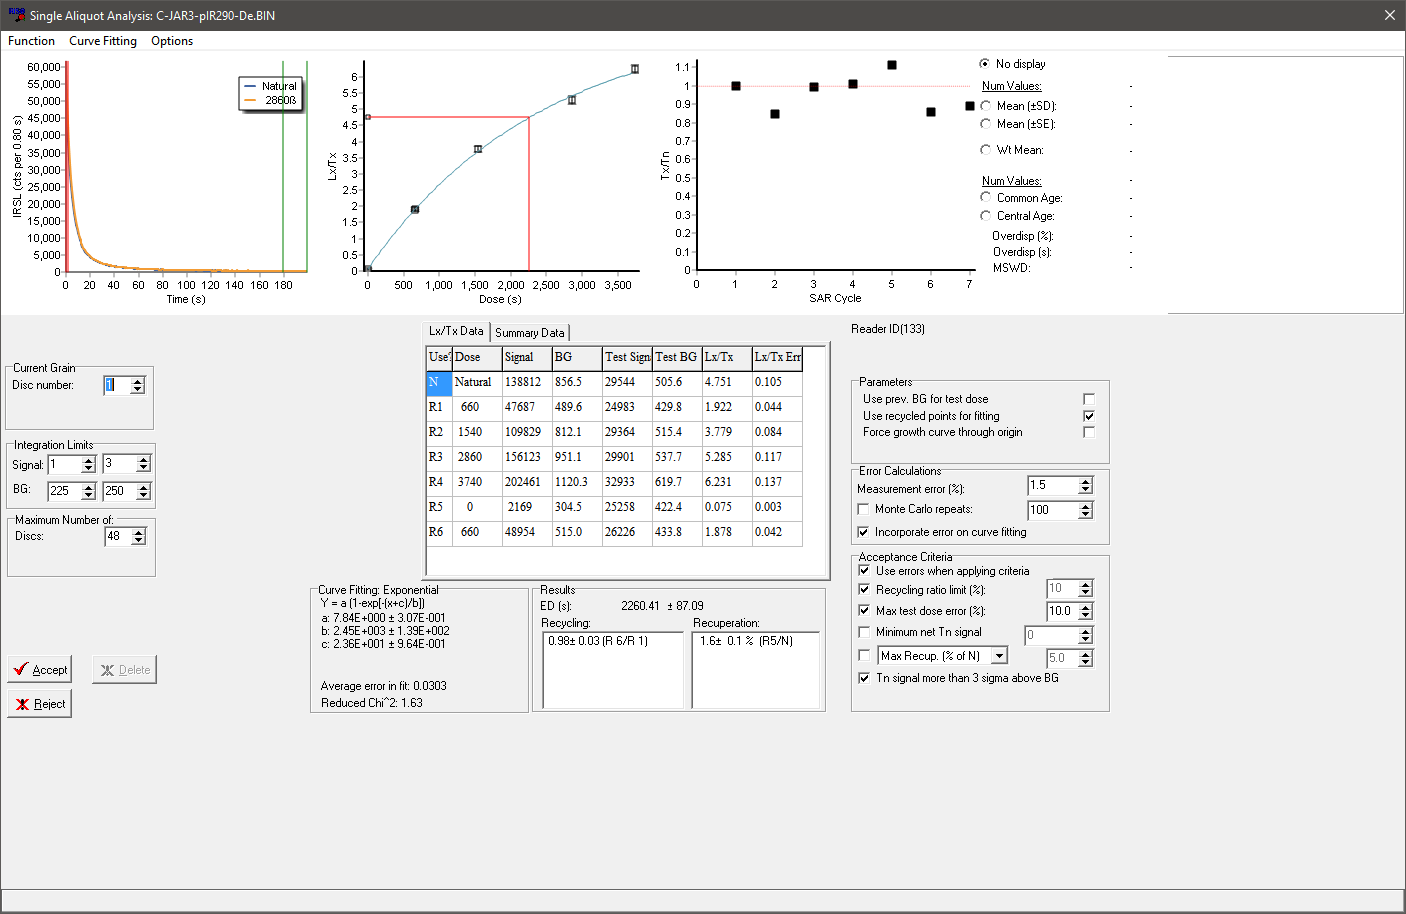 Single Aliquot Analysis: C-JAR3-pIR290-De.BIN
Function Curve Fitting Options
60,000
55,000
50,000
45,000
40,000
35,000
30,000
25,000
20,000
15,000
10,000
5,000
0
IRSL (cts per 0.80 s)
Natural
2860ß
0 20 40 60 80 100 120 140 160 180
Time (s)
6
5.5
5
4.5
4
3.5
3
2.5
2
1.5
1
0.5
0
Lx/Tx
0 500 1,000 1,500 2,000 2,500 3,000 3,500
Dose (s)
1.1
1
0.9
0.8
0.7
0.6
0.5
0.4
0.3
0.2
0.1
0
Tx/Tn
0 1 2 3 4 5 6 7
SAR Cycle
No display
Num Values: -
Mean (±SD): -
Mean (±SE): -
Wt Mean: -
Num Values: -
Common Age: -
Central Age: -
Overdisp (%): -
Overdisp (s): -
MSWD: -
Current Grain
Disc number: 1
Integration Limits
Signal: 1 3
BG: 225 250
Maximum Number of:
Discs: 48
Accept Delete
Reject
Lx/Tx Data Summary Data
Use? Dose Signal BG Test Sign Test BG Lx/Tx Lx/Tx Err
N Natural 138812 856.5 29544 505.6 4.751 0.105
R1 660 47687 489.6 24983 429.8 1.922 0.044
R2 1540 109829 812.1 29364 515.4 3.779 0.084
R3 2860 156123 951.1 29901 537.7 5.285 0.117
R4 3740 202461 1120.3 32933 619.7 6.231 0.137
R5 0 2169 304.5 25258 422.4 0.075 0.003
R6 660 48954 515.0 26226 433.8 1.878 0.042
Curve Fitting: Exponential
Y = a (1-exp[-(x+c)/b])
a: 7.84E+000 ± 3.07E-001
b: 2.45E+003 ± 1.39E+002
c: 2.36E+001 ± 9.64E-001
Average error in fit: 0.0303
Reduced Chi^2: 1.63
Results
ED (s): 2260.41 ± 87.09
Recycling: Recuperation:
0.98± 0.03 (R 6/R 1) 1.6± 0.1 % (R5/N)
Reader ID(133)
Parameters
Use prev. BG for test dose
Use recycled points for fitting
Force growth curve through origin
Error Calculations
Measurement error (%): 1.5
Monte Carlo repeats: 100
Incorporate error on curve fitting
Acceptance Criteria
Use errors when applying criteria
Recycling ratio limit (%): 10
Max test dose error (%): 10.0
Minimum net Tn signal 0
Max Recup. (% of N) 5.0
Tn signal more than 3 sigma above BG